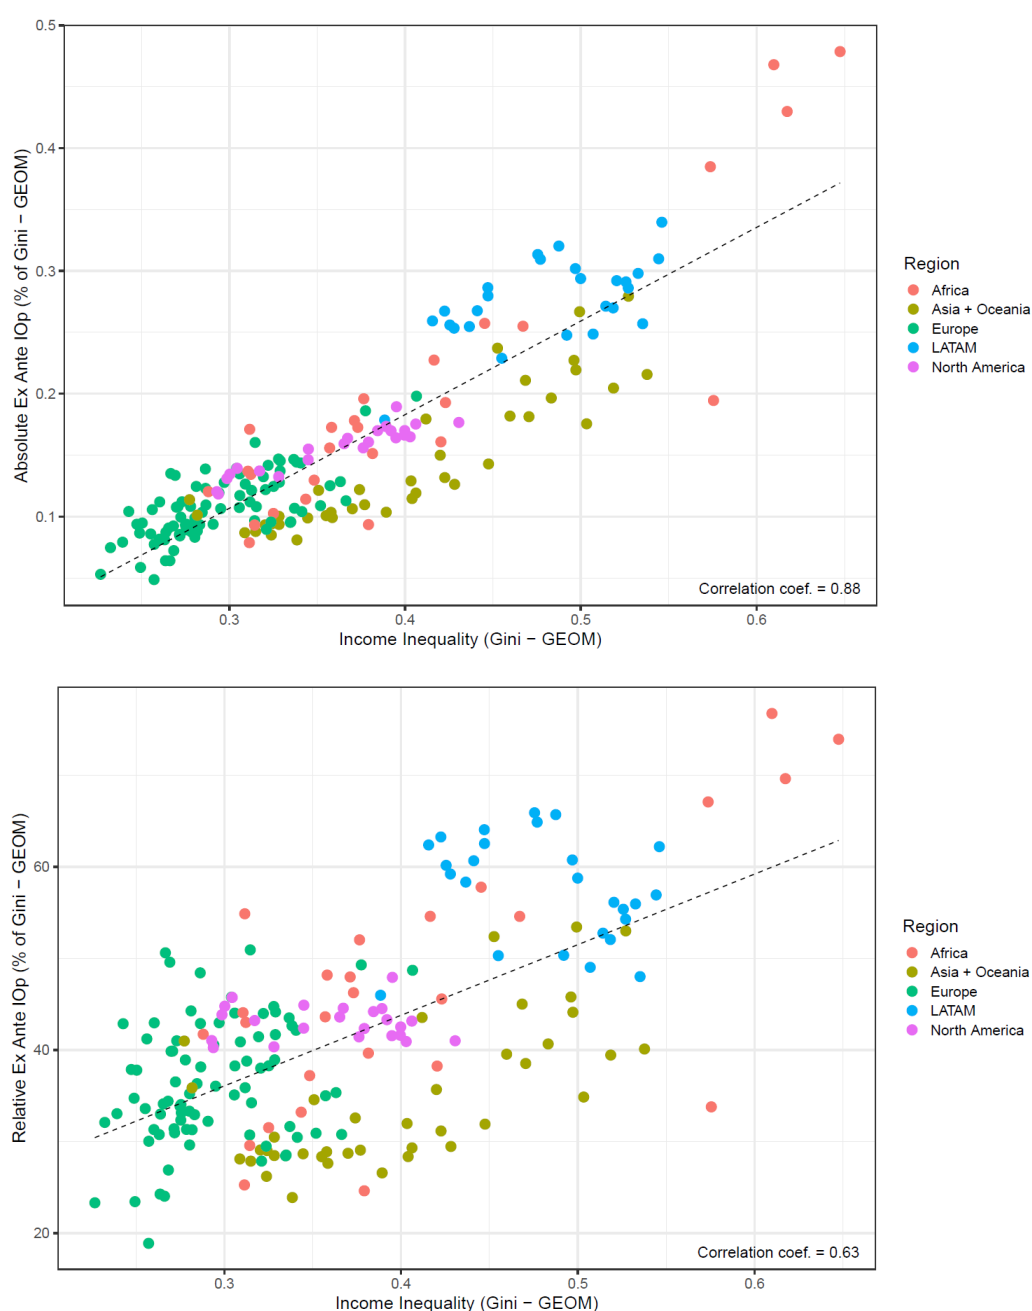 0.5
0.4
0.3
0.2
0.1
Absolute Ex Ante IOp (% of Gini − GEOM)
Correlation coef. = 0.88
0.3 0.4 0.5 0.6
Income Inequality (Gini − GEOM)
Region
Africa
Asia + Oceania
Europe
LATAM
North America
60
40
20
Relative Ex Ante IOp (% of Gini − GEOM)
Correlation coef. = 0.63
0.3 0.4 0.5 0.6
Income Inequality (Gini − GEOM)
Region
Africa
Asia + Oceania
Europe
LATAM
North America